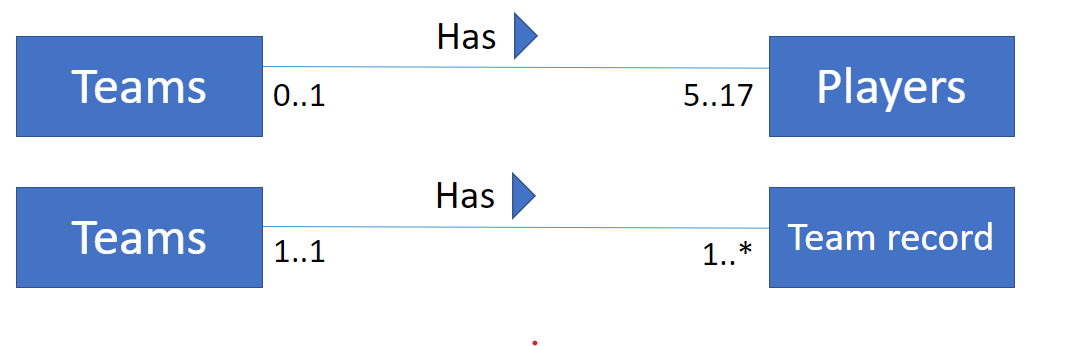 Has
Teams
Players
0..1
5..17
Has
Teams
Team record
1..1
1..*